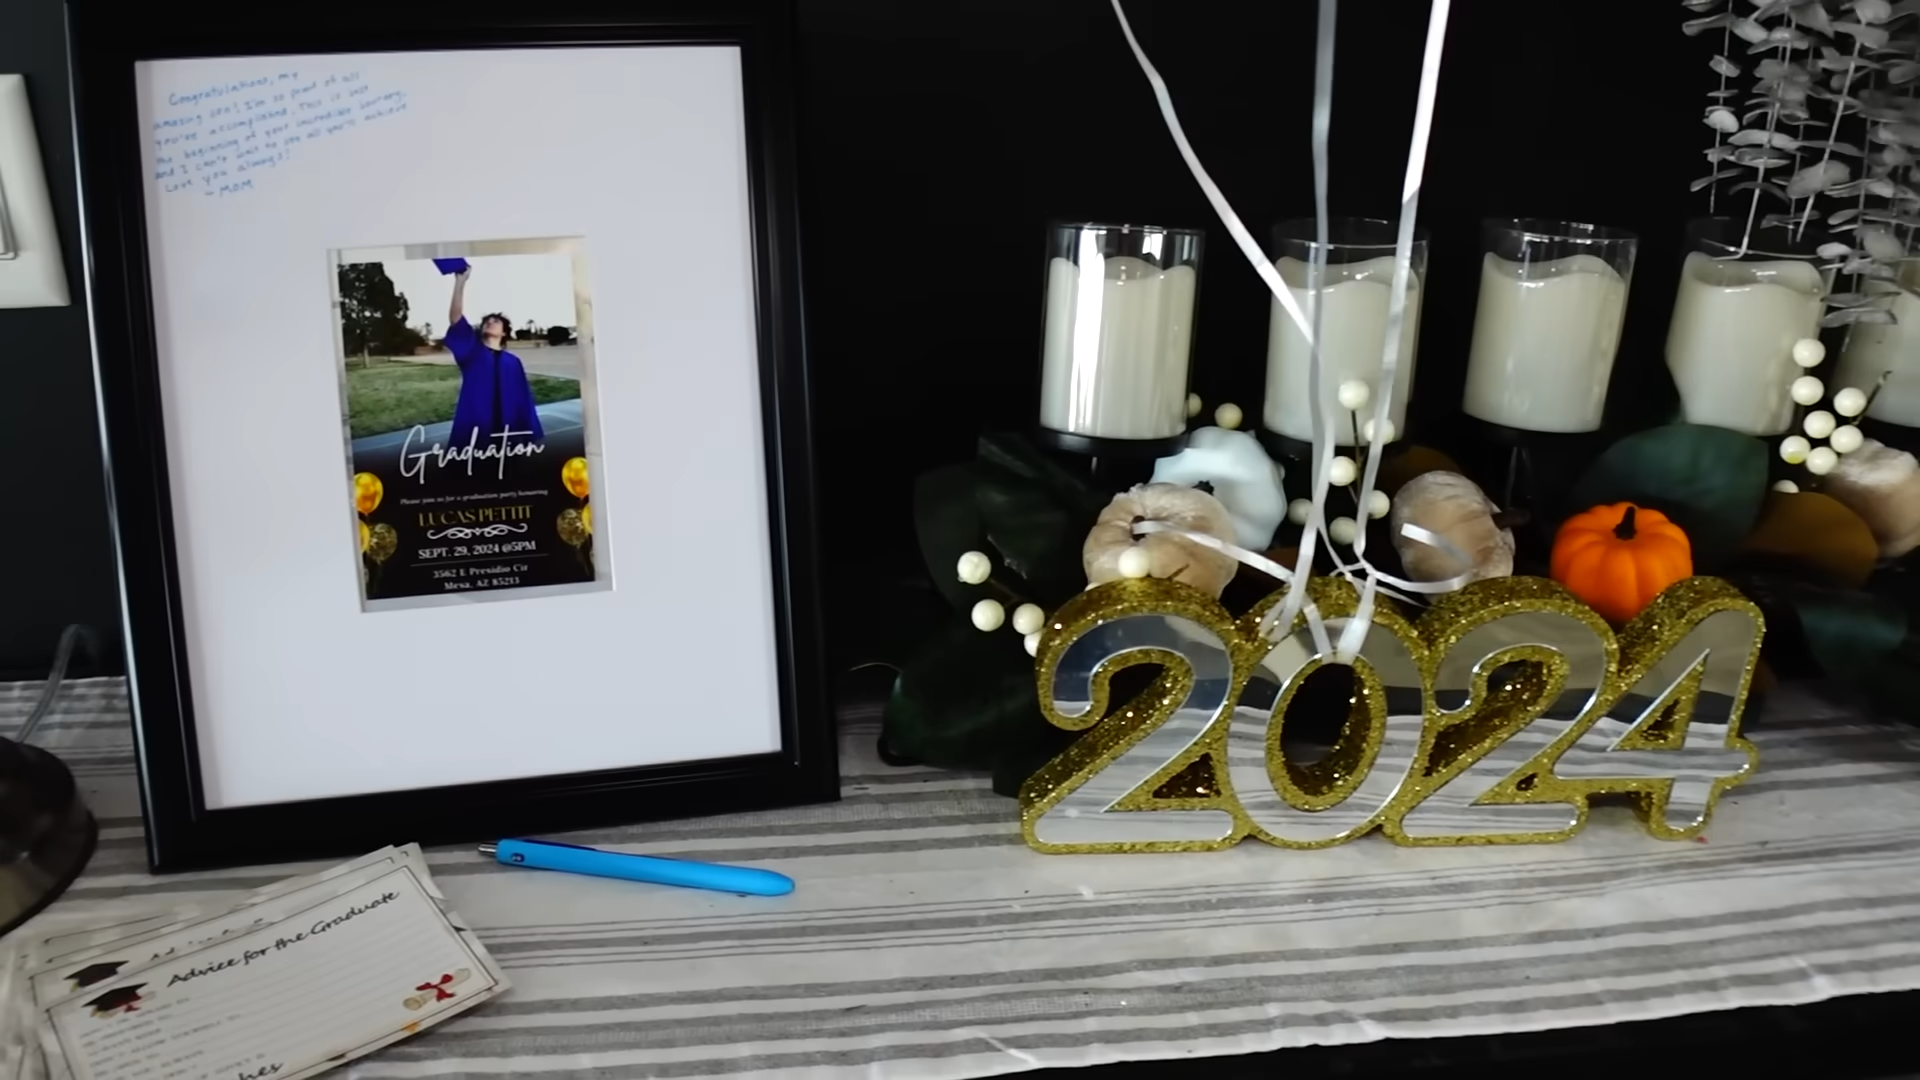 Congratulations, my
amazing son! I'm so proud of all
you've accomplished. This is just
the beginning of your incredible journey,
and I can't wait to see all you'll achieve
Love you always!
~ MOM
Graduation
Please join us for a graduation party honoring
LUCAS PETTIT
SEPT. 29, 2024 @5PM
3562 E Presidio Cir
Mesa, AZ 85213
2024
Advice for the Graduate